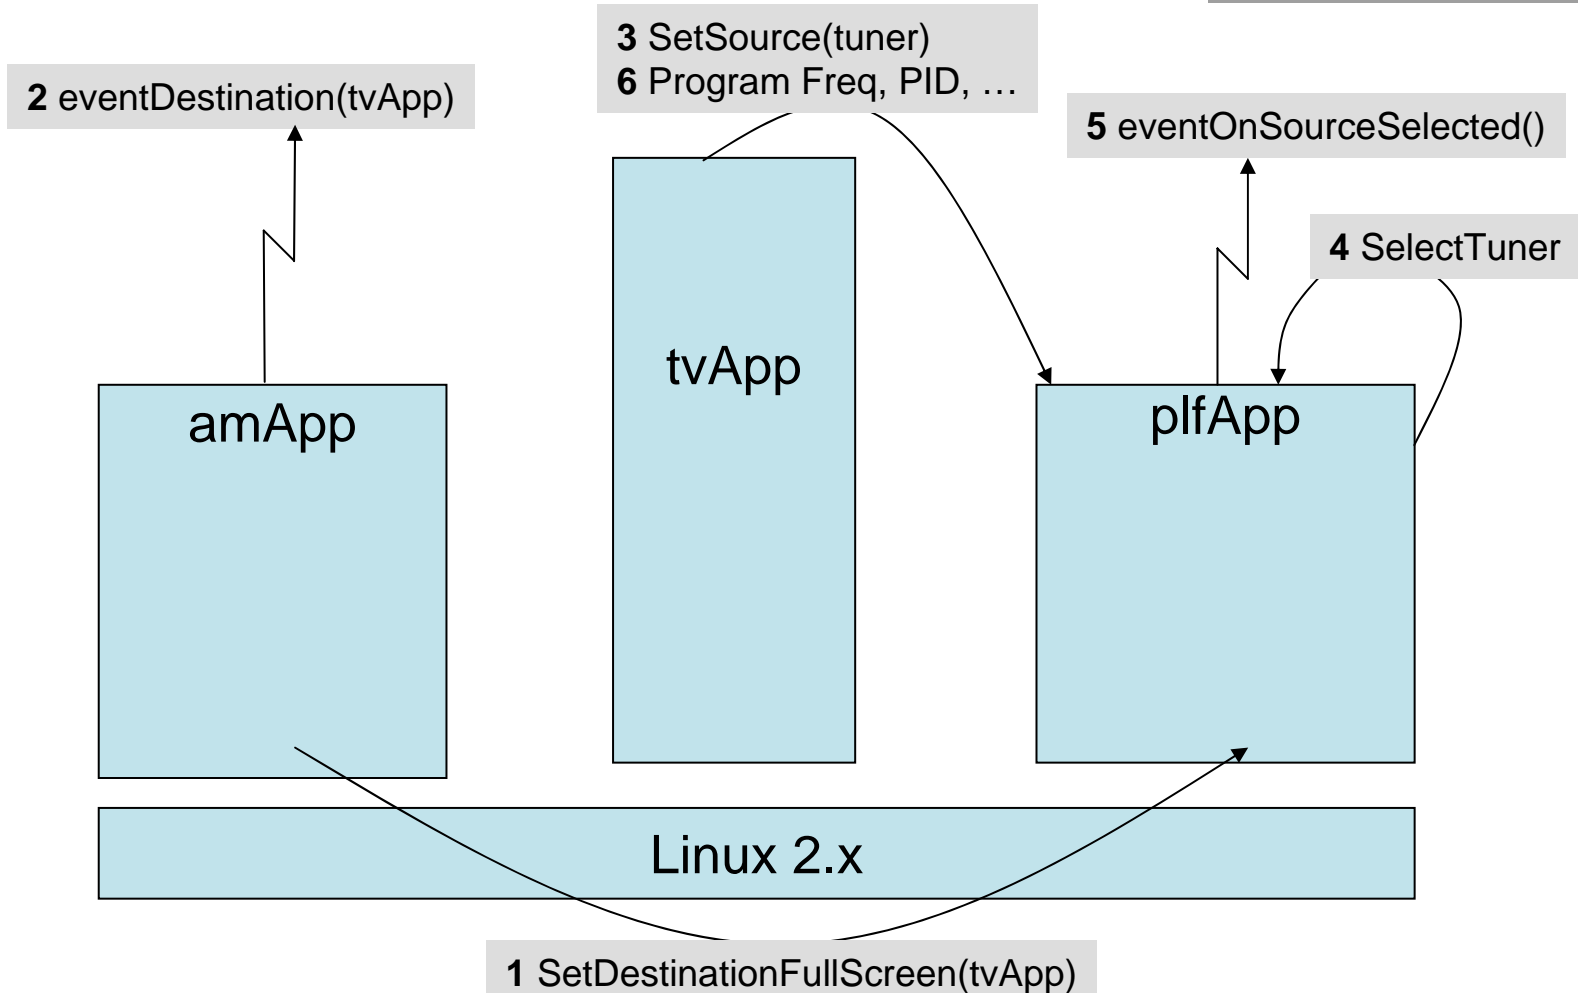 3 SetSource(tuner)
6 Program Freq, PID, …
2 eventDestination(tvApp)
5 eventOnSourceSelected()
4 SelectTuner
tvApp
amApp
plfApp
Linux 2.x
1 SetDestinationFullScreen(tvApp)